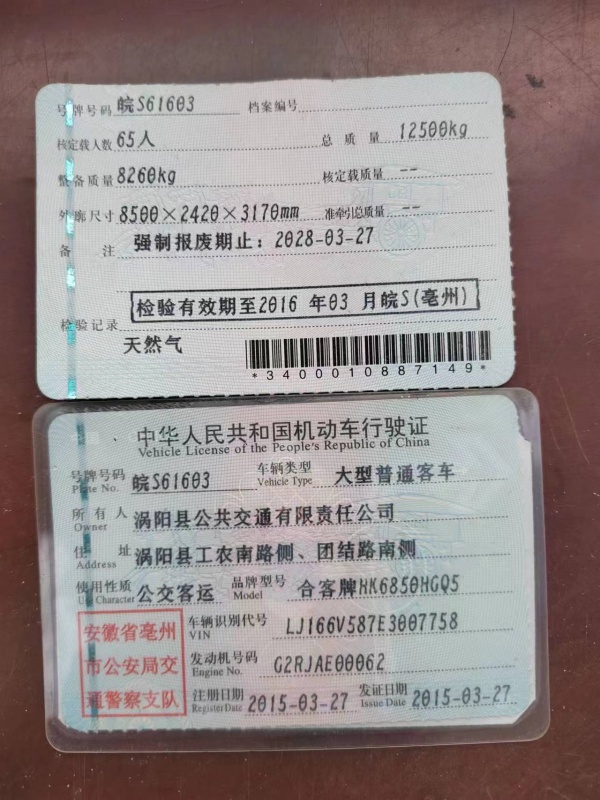 号牌号码 皖S61603 档案编号
核定载人数 65人 总质量 12500kg
整备质量 8260kg 核定载质量 --
外廓尺寸 8500×2420×3170mm 准牵引总质量 --
备注 强制报废期止：2028-03-27
检验有效期至2016 年03 月皖S(亳州)
检验记录
天然气
*3400010887149*
中华人民共和国机动车行驶证
Vehicle License of the People's Republic of China
号牌号码 皖S61603 车辆类型 大型普通客车
Plate No. Vehicle Type
所有人 涡阳县公共交通有限责任公司
Owner
住址 涡阳县工农南路侧、团结路南侧
Address
使用性质 公交客运 品牌型号 合客牌HK6850HGQ5
Use Character Model
安徽省亳州
市公安局交
通警察支队
车辆识别代号 LJ166V587E3007758
VIN
发动机号码 G2RJAE00062
Engine No.
注册日期 2015-03-27 发证日期 2015-03-27
Register Date Issue Date